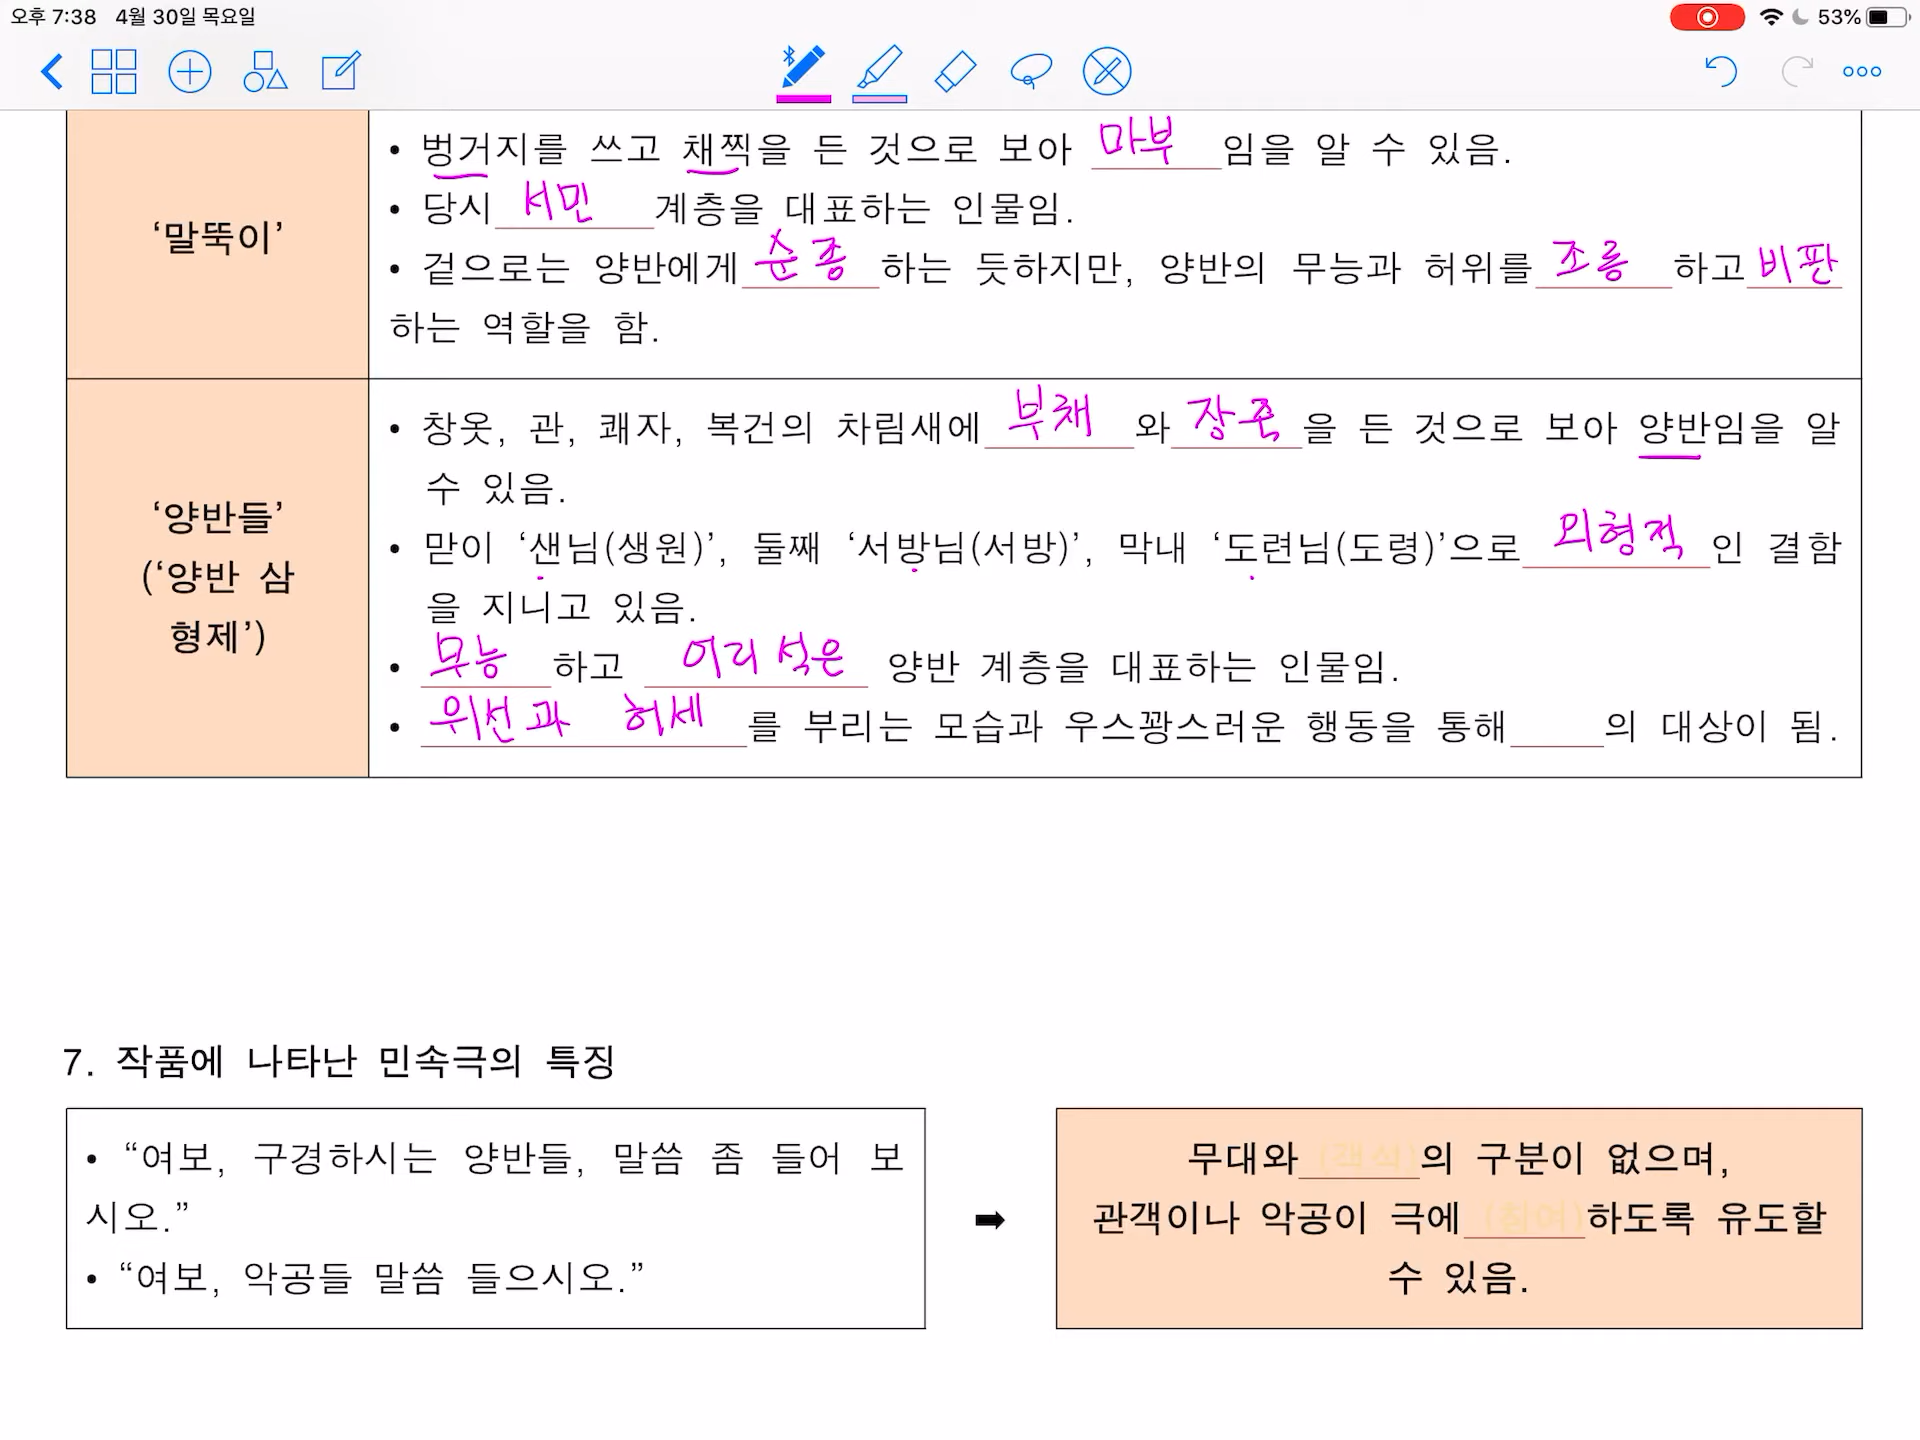 오후 7:38 4월 30일 목요일 53%
• 벙거지를 쓰고 채찍을 든 것으로 보아 마부임을 알 수 있음.
• 당시 서민 계층을 대표하는 인물임.
‘말뚝이’
• 겉으로는 양반에게 순종하는 듯하지만, 양반의 무능과 허위를 조롱하고 비판
하는 역할을 함.
• 창옷, 관, 쾌자, 복건의 차림새에 부채와 장죽을 든 것으로 보아 양반임을 알
수 있음.
‘양반들’
(‘양반 삼
형제’)
• 맏이 ‘샌님(생원)’, 둘째 ‘서방님(서방)’, 막내 ‘도련님(도령)’으로 외형적인 결함
을 지니고 있음.
• 무능하고 어리석은 양반 계층을 대표하는 인물임.
• 위선과 허세를 부리는 모습과 우스꽝스러운 행동을 통해____의 대상이 됨.
7. 작품에 나타난 민속극의 특징
• “여보, 구경하시는 양반들, 말씀 좀 들어 보
시오.”
• “여보, 악공들 말씀 들으시오.”
무대와 (객석)의 구분이 없으며,
관객이나 악공이 극에 (참여)하도록 유도할
수 있음.